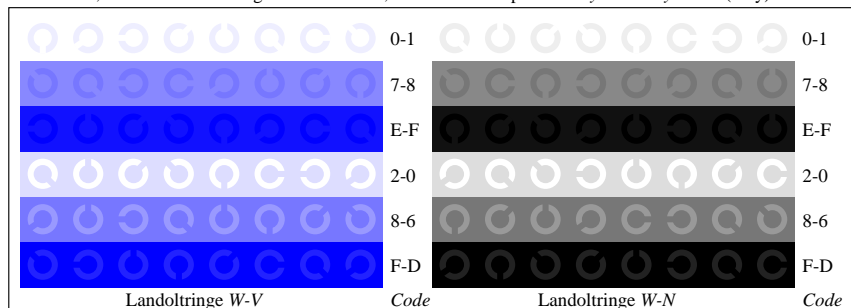 0-1 0-1
7-8 7-8
E-F E-F
2-0 2-0
8-6 8-6
F-D F-D
Landoltringe W-V Code Landoltringe W-N Code